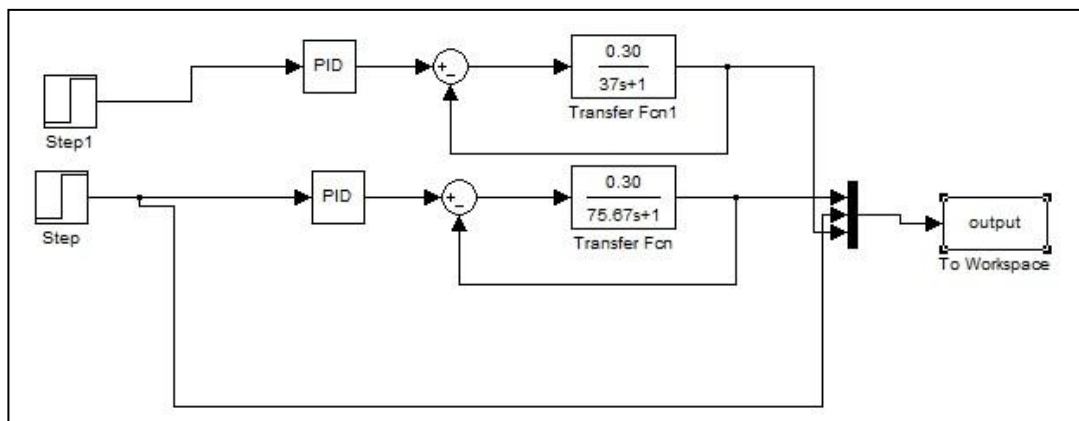 PID
+
−
0.30
37s+1
Transfer Fcn1
Step1
PID
+
−
0.30
75.67s+1
Transfer Fcn
Step
output
To Workspace